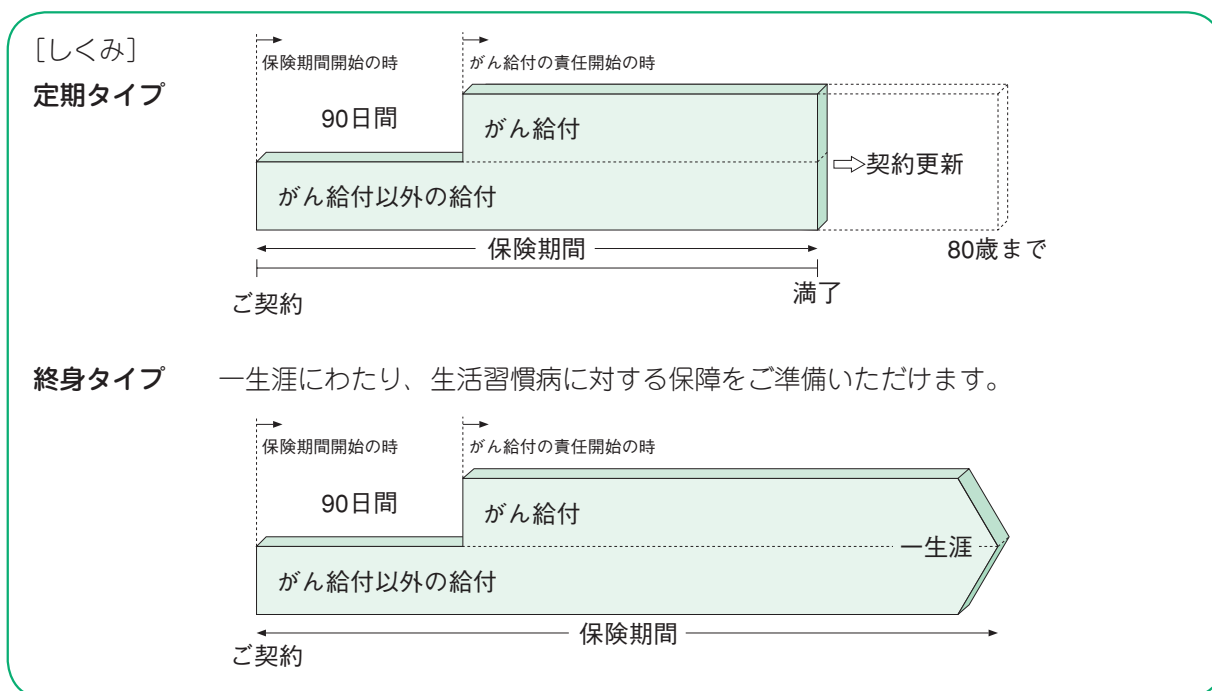 [しくみ]
定期タイプ
保険期間開始の時
がん給付の責任開始の時
90日間
がん給付
がん給付以外の給付
契約更新
保険期間
80歳まで
ご契約
満了
終身タイプ 一生涯にわたり、生活習慣病に対する保障をご準備いただけます。
保険期間開始の時
がん給付の責任開始の時
90日間
がん給付
一生涯
がん給付以外の給付
保険期間
ご契約